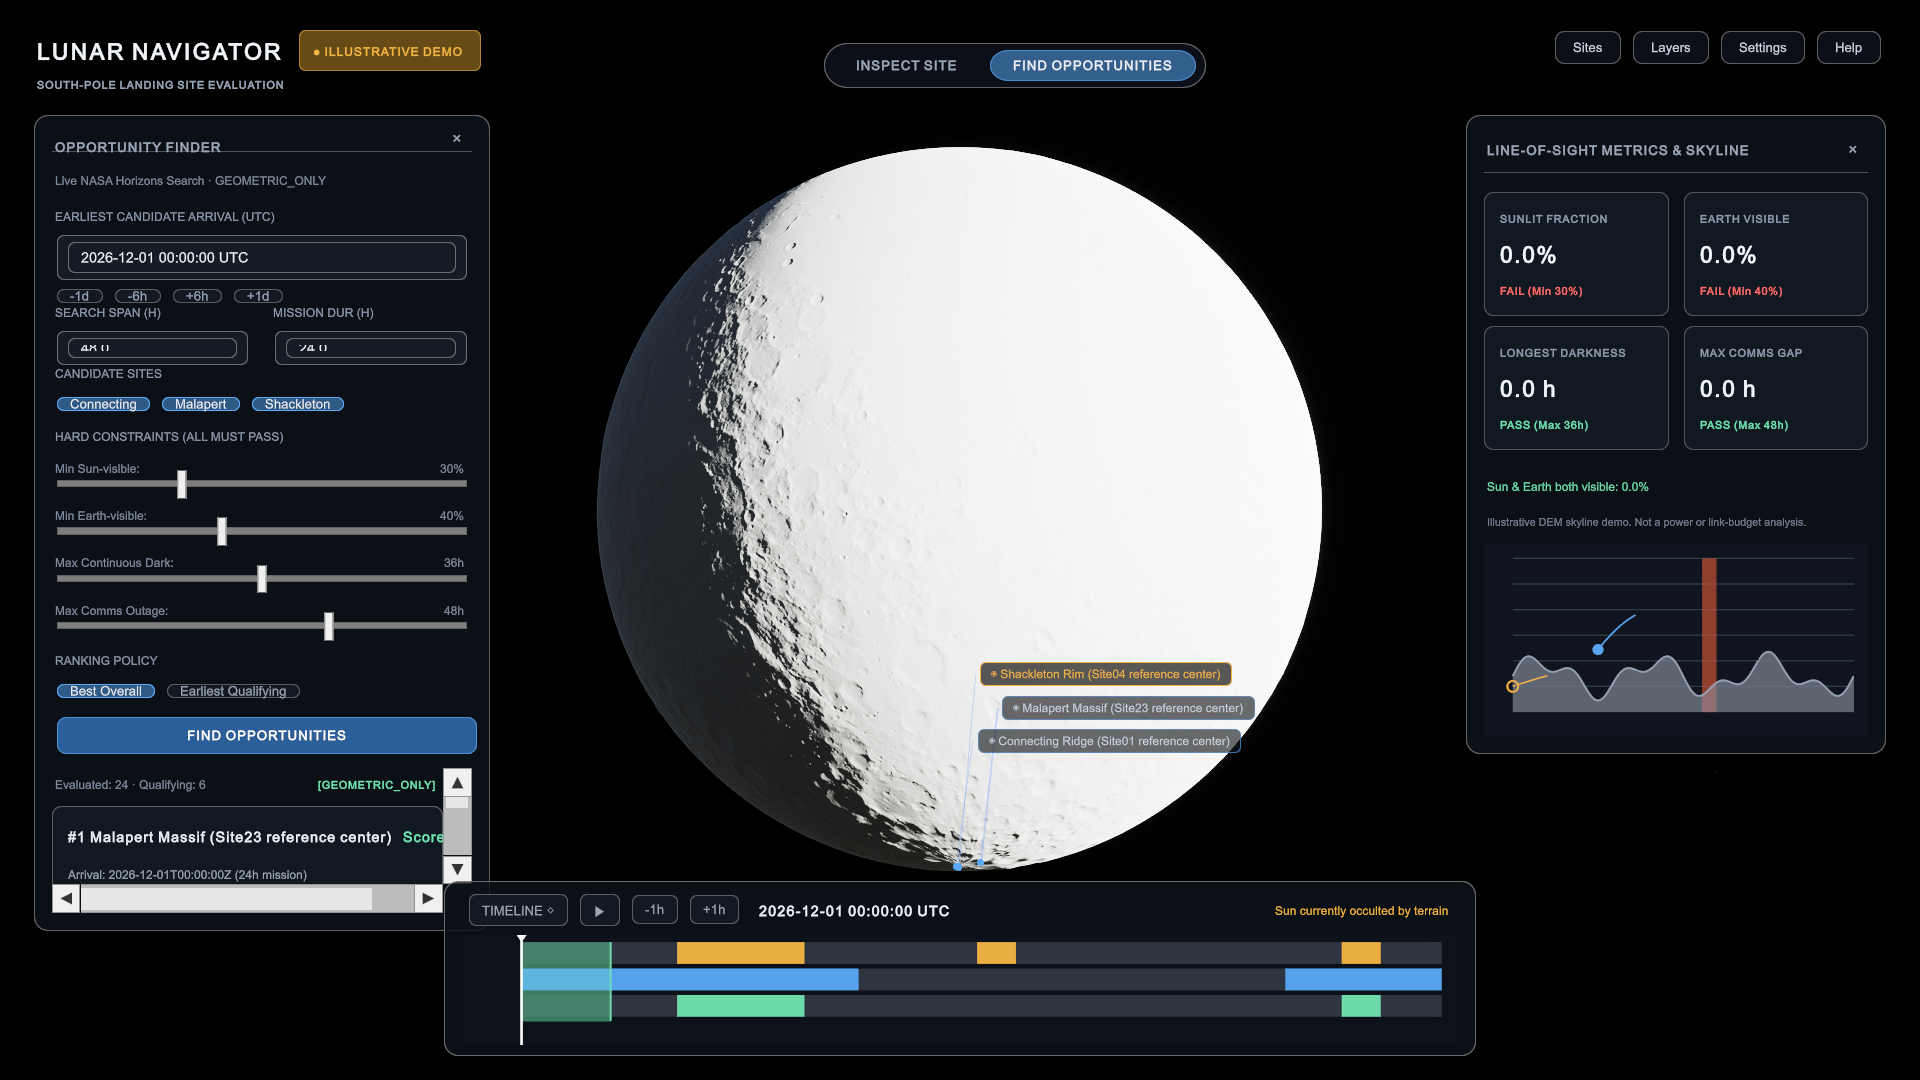 LUNAR NAVIGATOR
● ILLUSTRATIVE DEMO
SOUTH-POLE LANDING SITE EVALUATION
INSPECT SITE
FIND OPPORTUNITIES
Sites
Layers
Settings
Help
OPPORTUNITY FINDER
×
Live NASA Horizons Search · GEOMETRIC_ONLY
EARLIEST CANDIDATE ARRIVAL (UTC)
2026-12-01 00:00:00 UTC
-1d
-6h
+6h
+1d
SEARCH SPAN (H)
MISSION DUR (H)
48.0
24.0
CANDIDATE SITES
Connecting
Malapert
Shackleton
HARD CONSTRAINTS (ALL MUST PASS)
Min Sun-visible:
30%
Min Earth-visible:
40%
Max Continuous Dark:
36h
Max Comms Outage:
48h
RANKING POLICY
Best Overall
Earliest Qualifying
FIND OPPORTUNITIES
Evaluated: 24 · Qualifying: 6
[GEOMETRIC_ONLY]
#1 Malapert Massif (Site23 reference center)
Score
Arrival: 2026-12-01T00:00:00Z (24h mission)
Shackleton Rim (Site04 reference center)
Malapert Massif (Site23 reference center)
Connecting Ridge (Site01 reference center)
LINE-OF-SIGHT METRICS & SKYLINE
×
SUNLIT FRACTION
0.0%
FAIL (Min 30%)
EARTH VISIBLE
0.0%
FAIL (Min 40%)
LONGEST DARKNESS
0.0 h
PASS (Max 36h)
MAX COMMS GAP
0.0 h
PASS (Max 48h)
Sun & Earth both visible: 0.0%
Illustrative DEM skyline demo. Not a power or link-budget analysis.
TIMELINE ◇
-1h
+1h
2026-12-01 00:00:00 UTC
Sun currently occulted by terrain